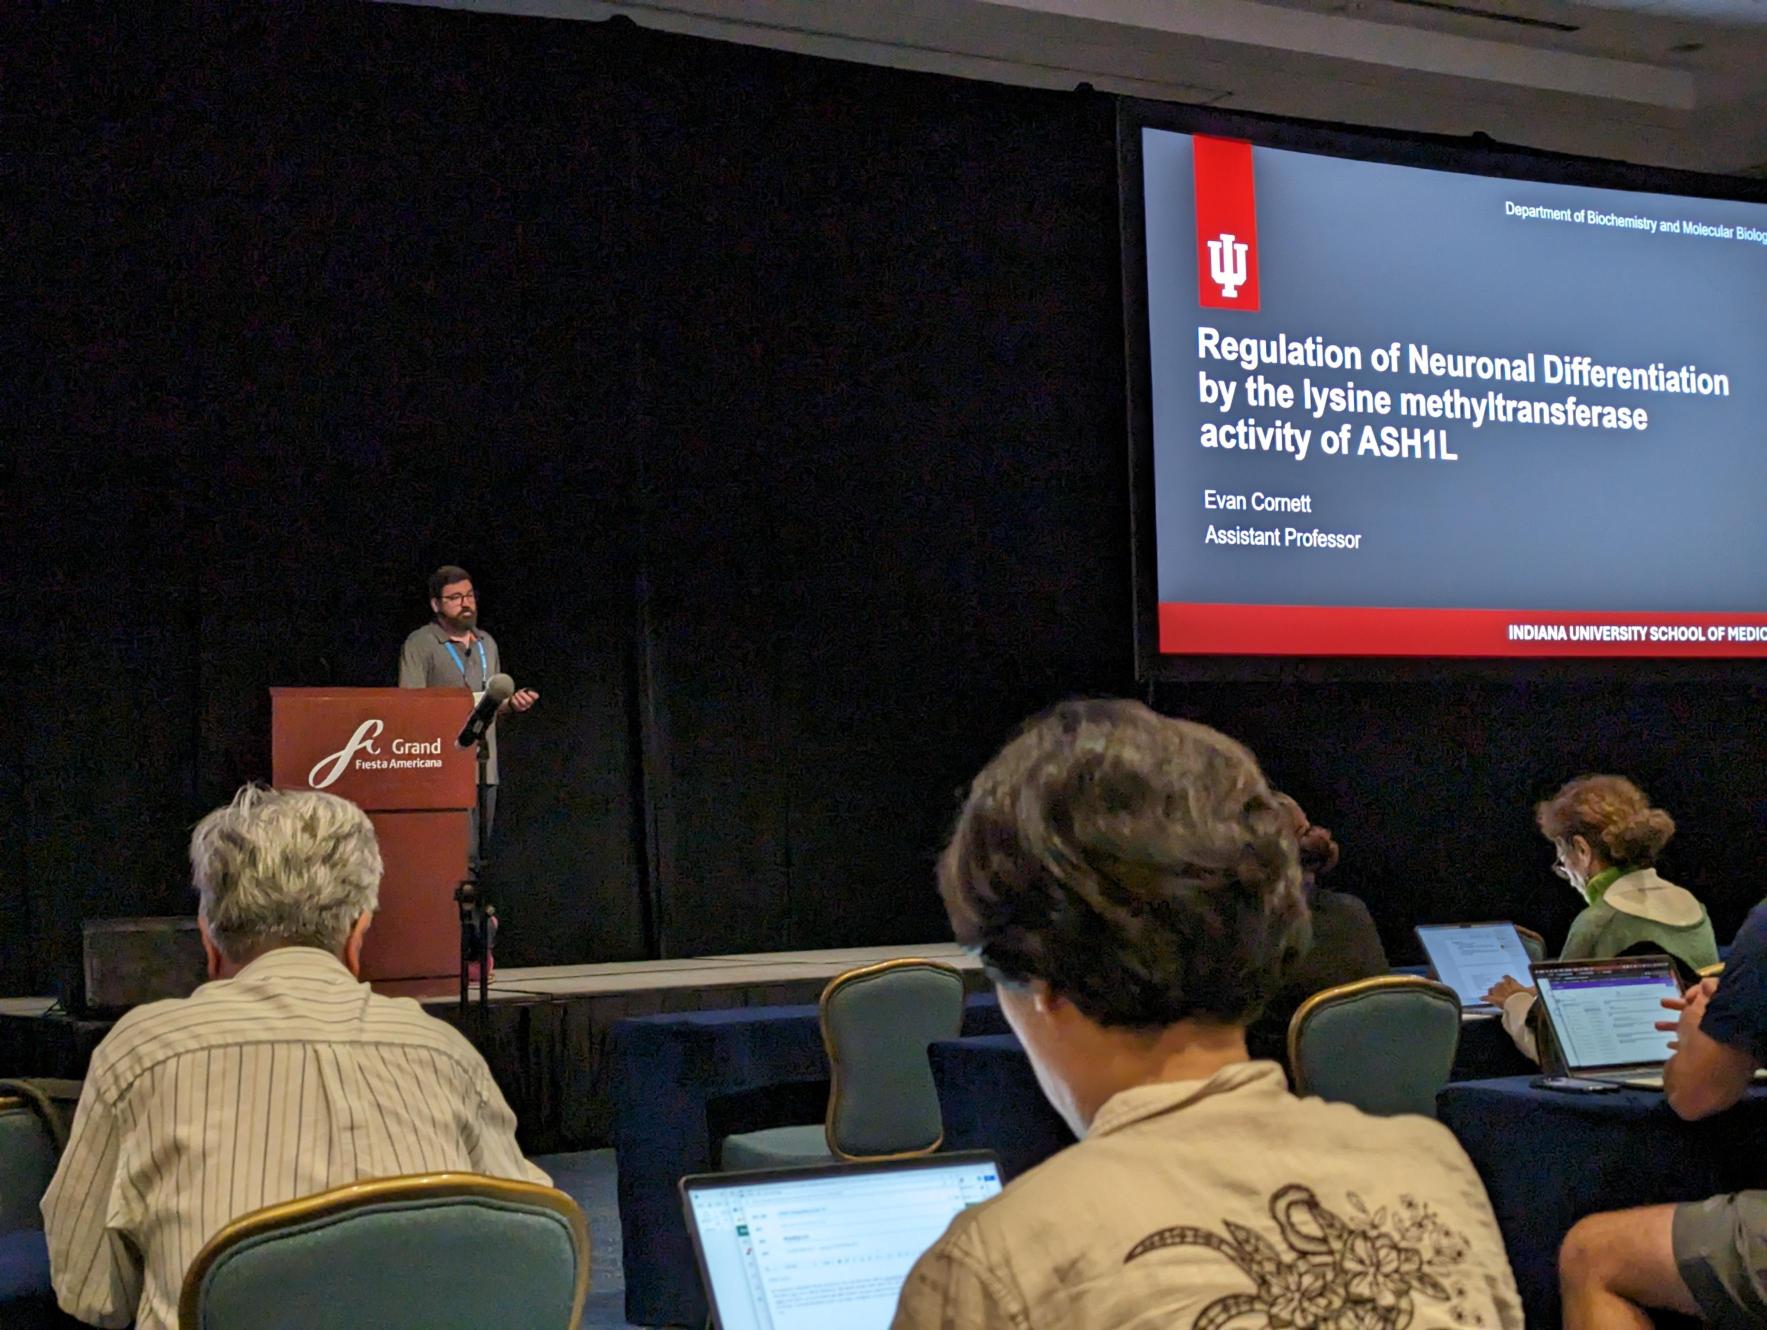 Department of Biochemistry and Molecular Biolog
Regulation of Neuronal Differentiation
by the lysine methyltransferase
activity of ASH1L
Evan Cornett
Assistant Professor
INDIANA UNIVERSITY SCHOOL OF MEDIC
Grand
Fiesta Americana